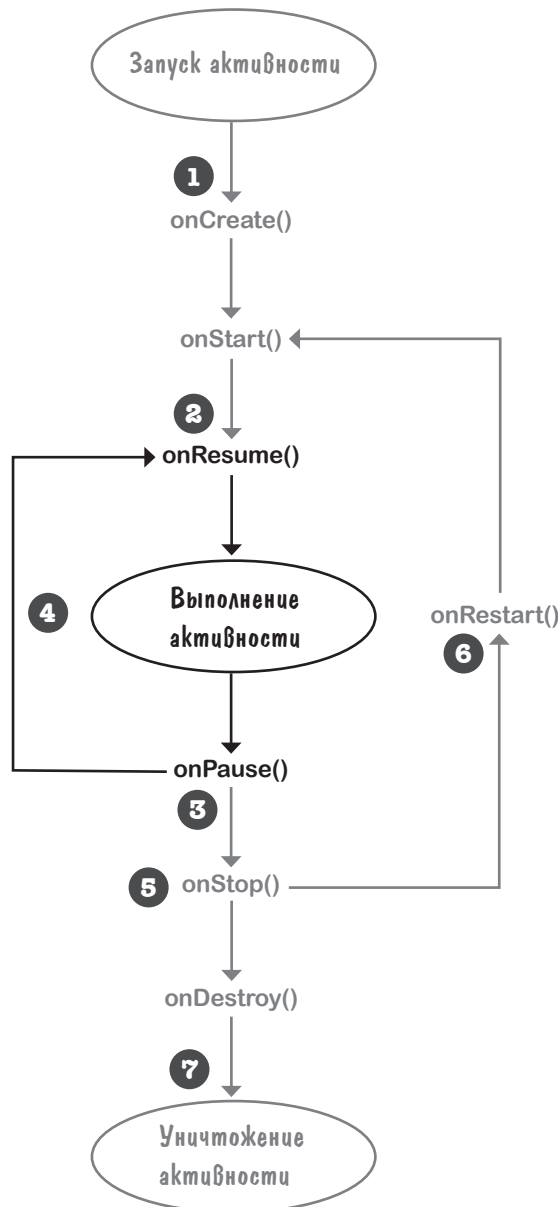 Запуск активности
1
onCreate()
onStart()
2
onResume()
4
Выполнение
активности
onRestart()
6
onPause()
3
5
onStop()
onDestroy()
7
Уничтожение
активности